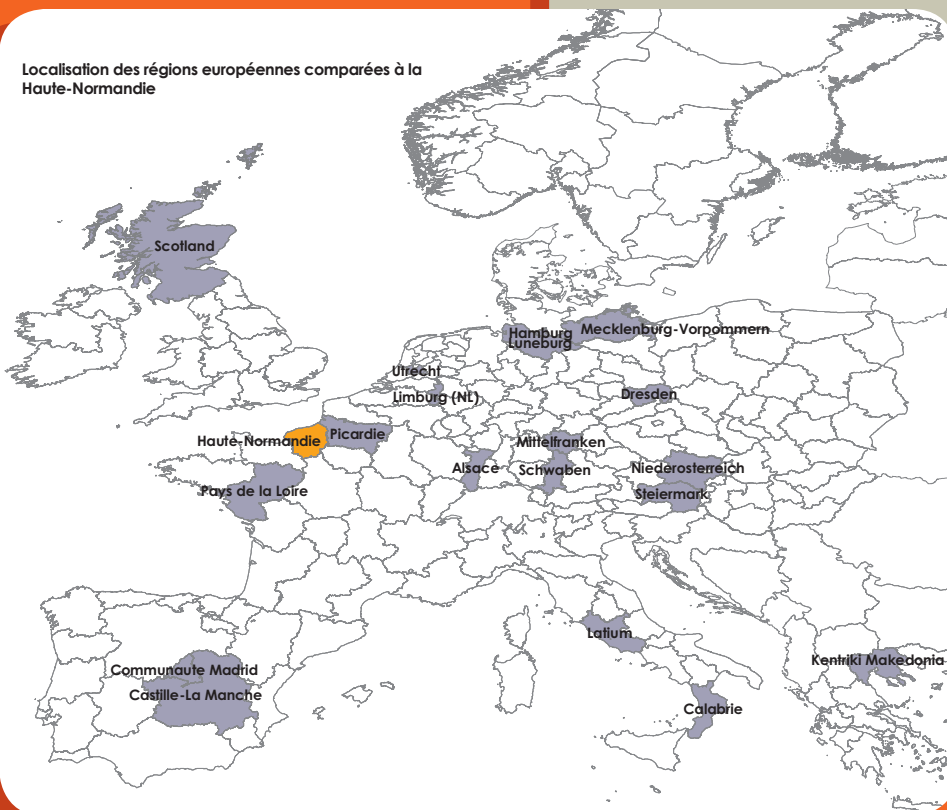 Localisation des régions européennes comparées à la
Haute-Normandie
Scotland
Hamburg
Mecklenburg-Vorpommern
Luneburg
Utrecht
Limburg (NL)
Dresden
Haute-Normandie
Picardie
Mittelfranken
Alsace
Schwaben
Niederosterreich
Pays de la Loire
Steiermark
Latium
Communaute Madrid
Kentriki Makedonia
Castille-La Manche
Calabrie